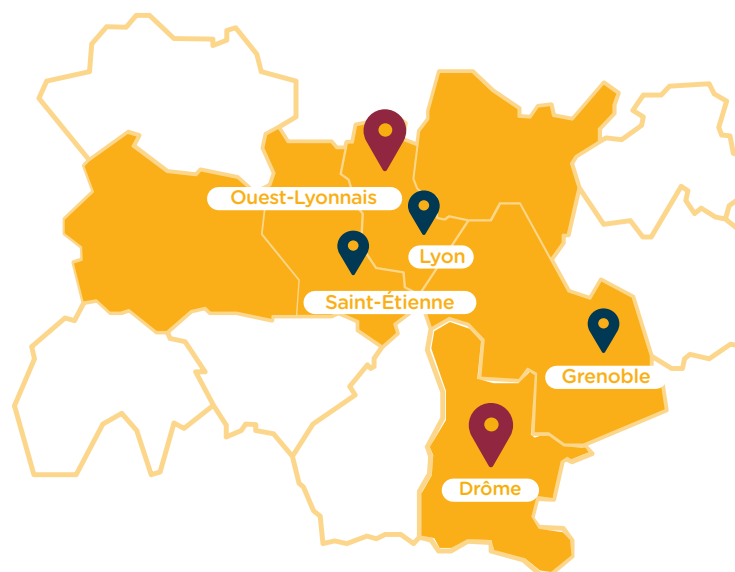 Ouest-Lyonnais
Lyon
Saint-Étienne
Grenoble
Drôme